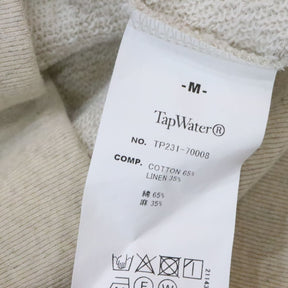 -M-
TapWater®
NO. TP231-70008
COMP. COTTON 65%
LINEN 35%
綿 65%
麻 35%